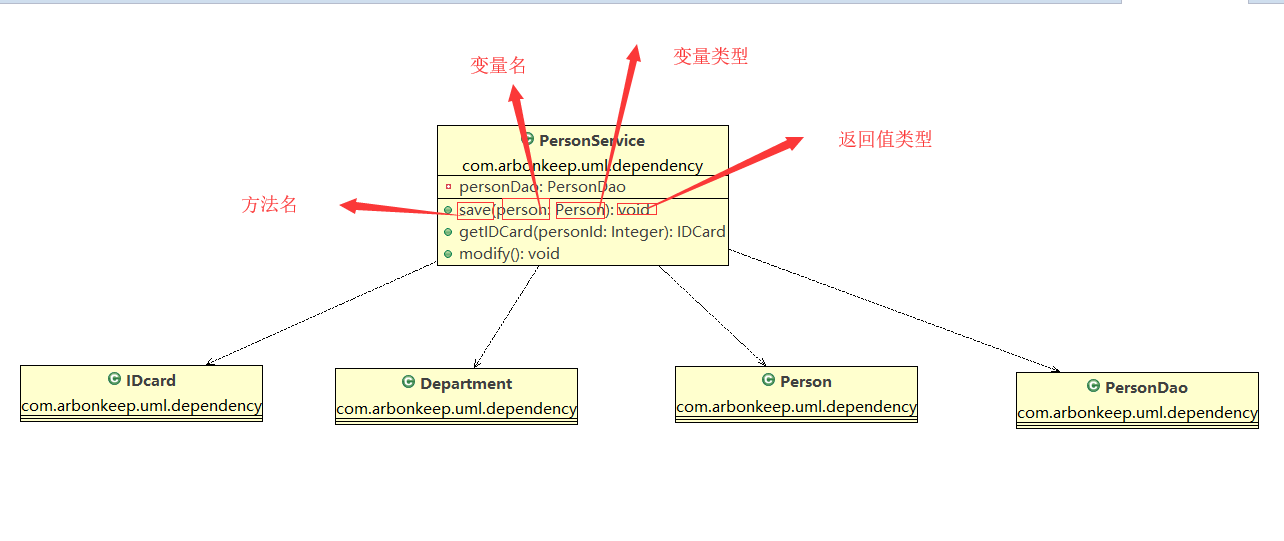 变量名
变量类型
返回值类型
方法名
PersonService
com.arbonkeep.uml.dependency
personDao: PersonDao
save(person: Person): void
getIDCard(personId: Integer): IDCard
modify(): void
IDcard
com.arbonkeep.uml.dependency
Department
com.arbonkeep.uml.dependency
Person
com.arbonkeep.uml.dependency
PersonDao
com.arbonkeep.uml.dependency